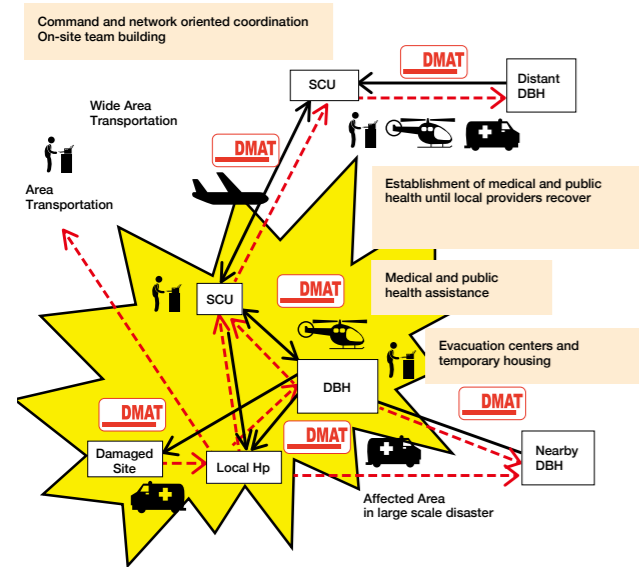 Command and network oriented coordination
On-site team building
DMAT
SCU
Distant
DBH
Wide Area
Transportation
DMAT
Area
Transportation
Establishment of medical and public
health until local providers recover
SCU
DMAT
Medical and public
health assistance
Evacuation centers and
temporary housing
DBH
DMAT
DMAT
DMAT
Damaged
Site
Local Hp
Nearby
DBH
Affected Area
in large scale disaster